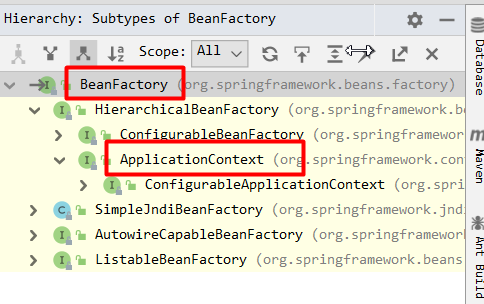 Hierarchy: Subtypes of BeanFactory
Scope: All
BeanFactory (org.springframework.beans.factory)
HierarchicalBeanFactory (org.springframework.be
ConfigurableBeanFactory (org.springframewor
ApplicationContext (org.springframework.con
ConfigurableApplicationContext (org.spring
SimpleJndiBeanFactory (org.springframework.jnd
AutowireCapableBeanFactory (org.springframewor
ListableBeanFactory (org.springframework.beans
Database
Maven
Ant Build